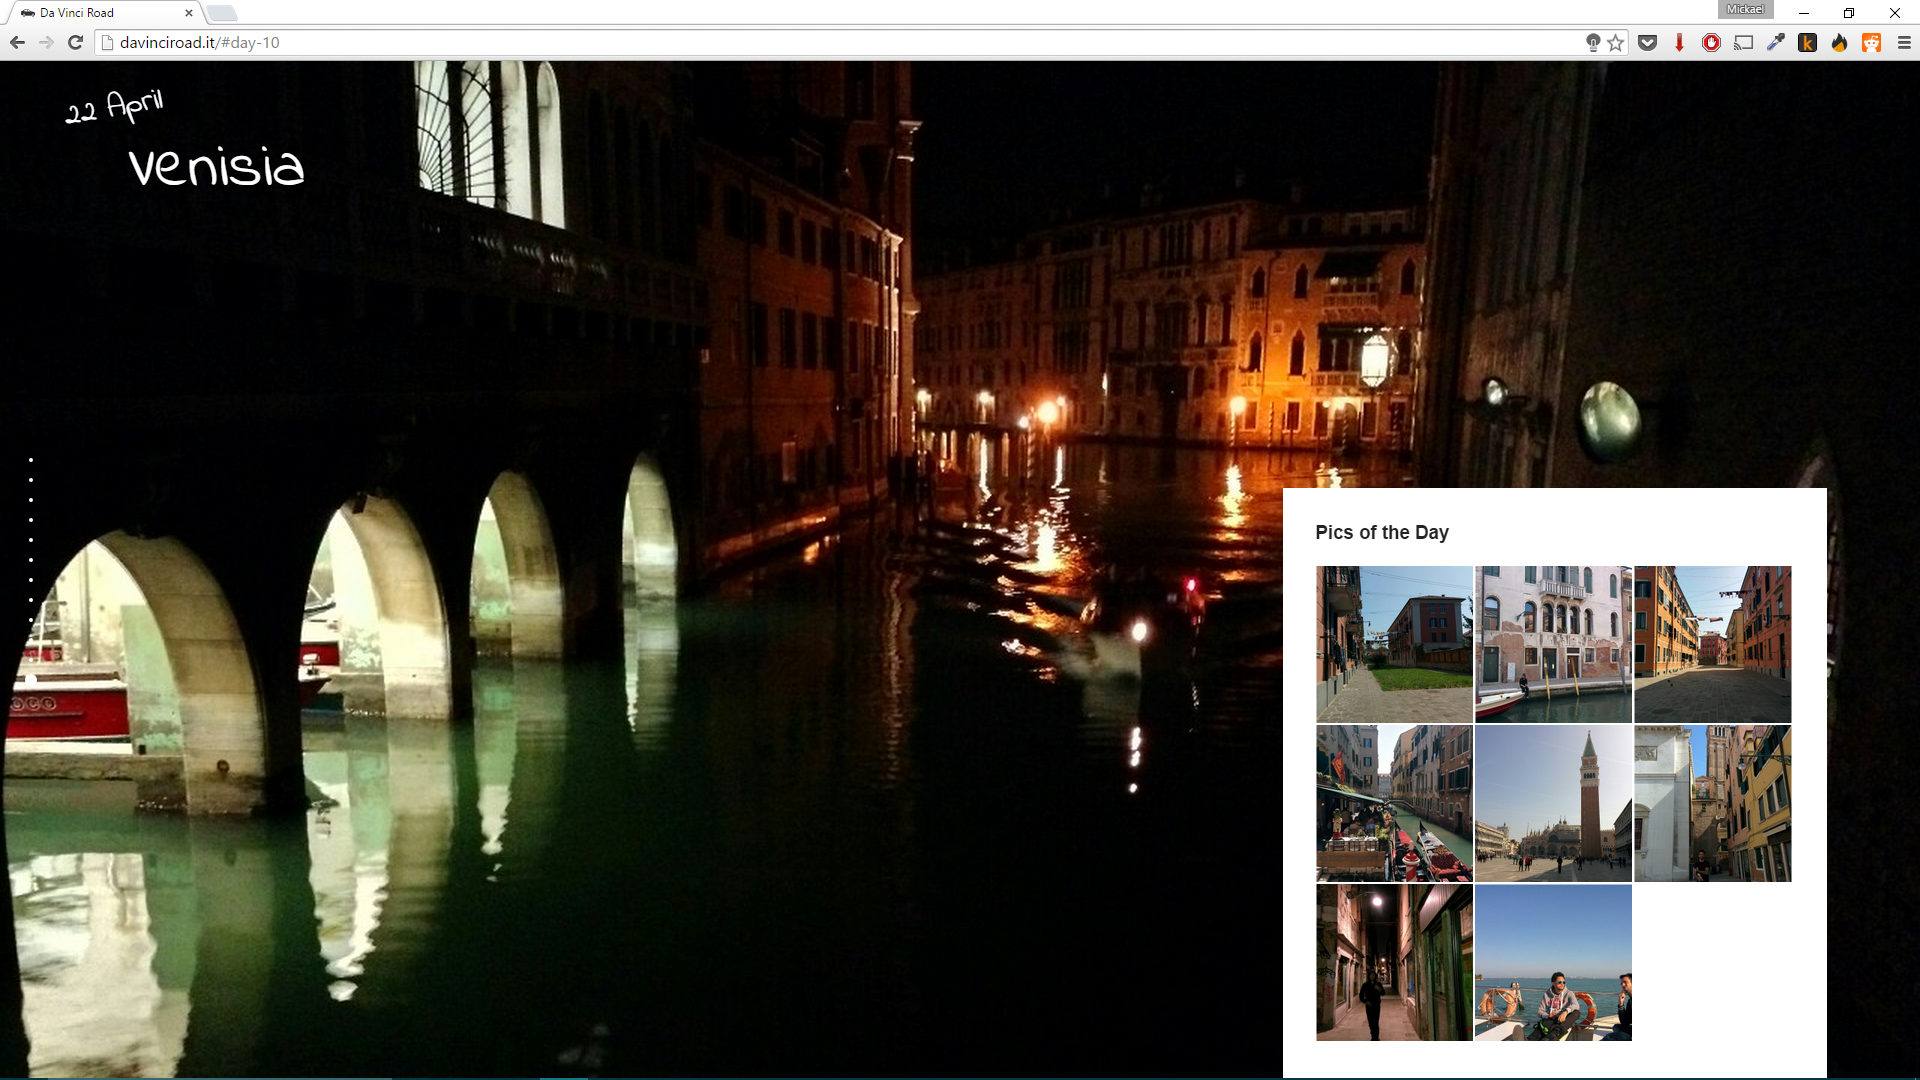 Da Vinci Road
Mickael
davinciroad.it/#day-10
22 April
Venisia
Pics of the Day